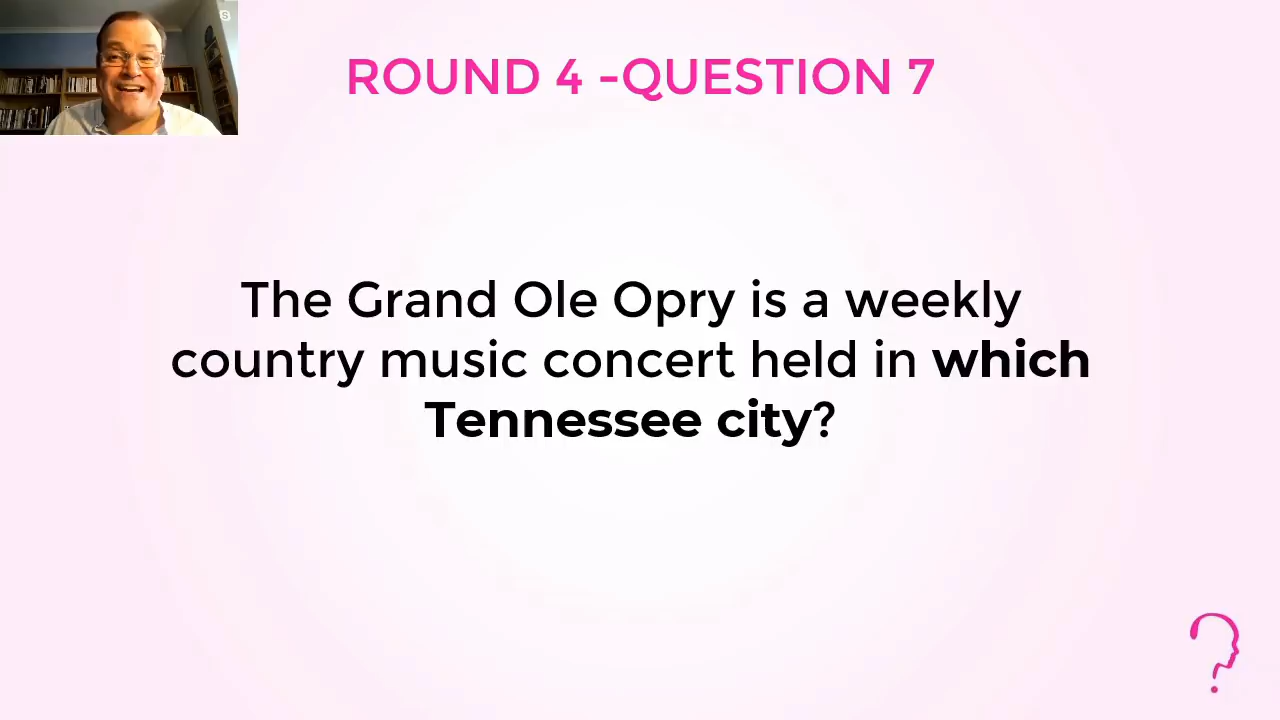 ROUND 4 -QUESTION 7
The Grand Ole Opry is a weekly
country music concert held in which
Tennessee city?